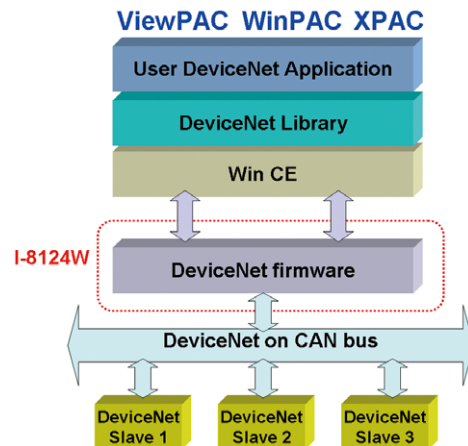 ViewPAC WinPAC XPAC
User DeviceNet Application
DeviceNet Library
Win CE
I-8124W
DeviceNet firmware
DeviceNet on CAN bus
DeviceNet Slave 1
DeviceNet Slave 2
DeviceNet Slave 3